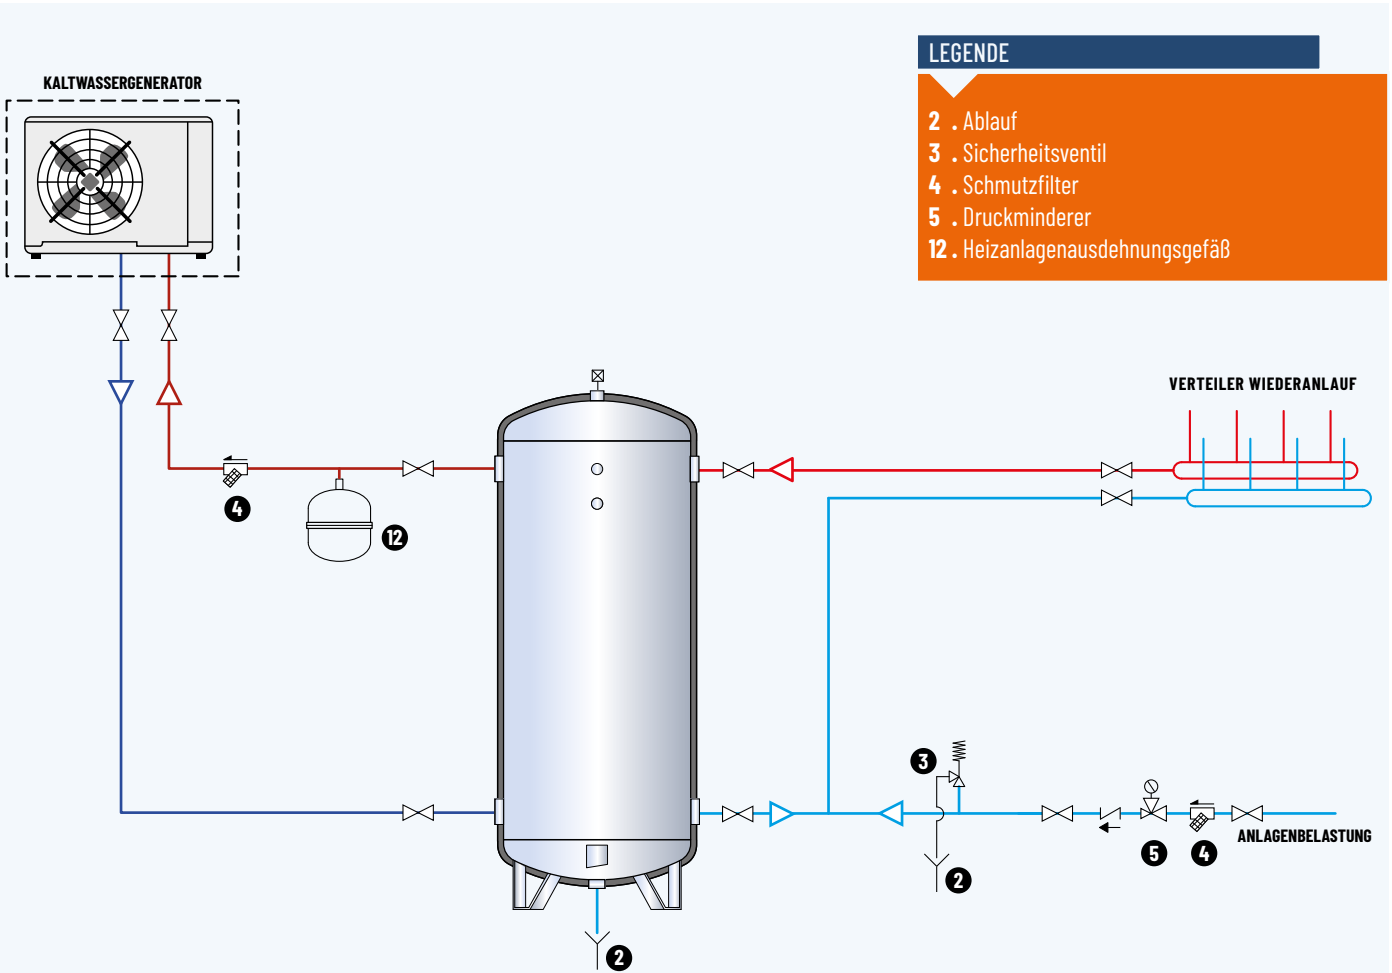 LEGENDE
KALTWASSERGENERATOR
2 . Ablauf
3 . Sicherheitsventil
4 . Schmutzfilter
5 . Druckminderer
12 . Heizanlagenausdehnungsgefäß
VERTEILER WIEDERANLAUF
4
12
3
ANLAGENBELASTUNG
5
4
2
2